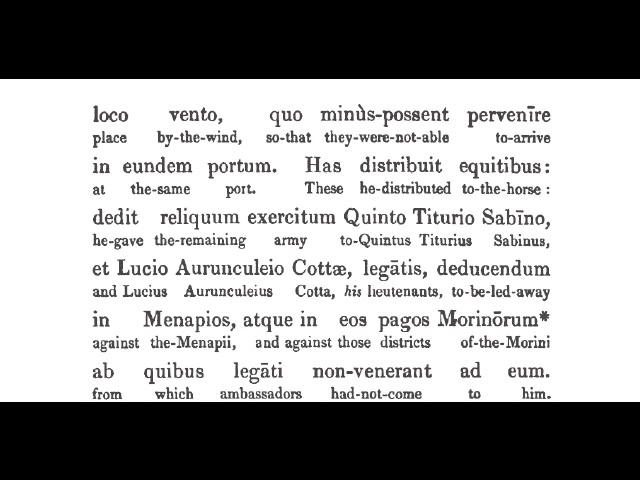 loco vento, quo minùs-possent pervenīre
place by-the-wind, so-that they-were-not-able to-arrive
in eundem portum. Has distribuit equitibus:
at the-same port. These he-distributed to-the-horse:
dedit reliquum exercitum Quinto Titurio Sabīno,
he-gave the-remaining army to-Quintus Titurius Sabinus,
et Lucio Aurunculeio Cottæ, legātis, deducendum
and Lucius Aurunculeius Cotta, his lieutenants, to-be-led-away
in Menapios, atque in eos pagos Morinōrum*
against the-Menapii, and against those districts of-the-Morini
ab quibus legāti non-venerant ad eum.
from which ambassadors had-not-come to him.